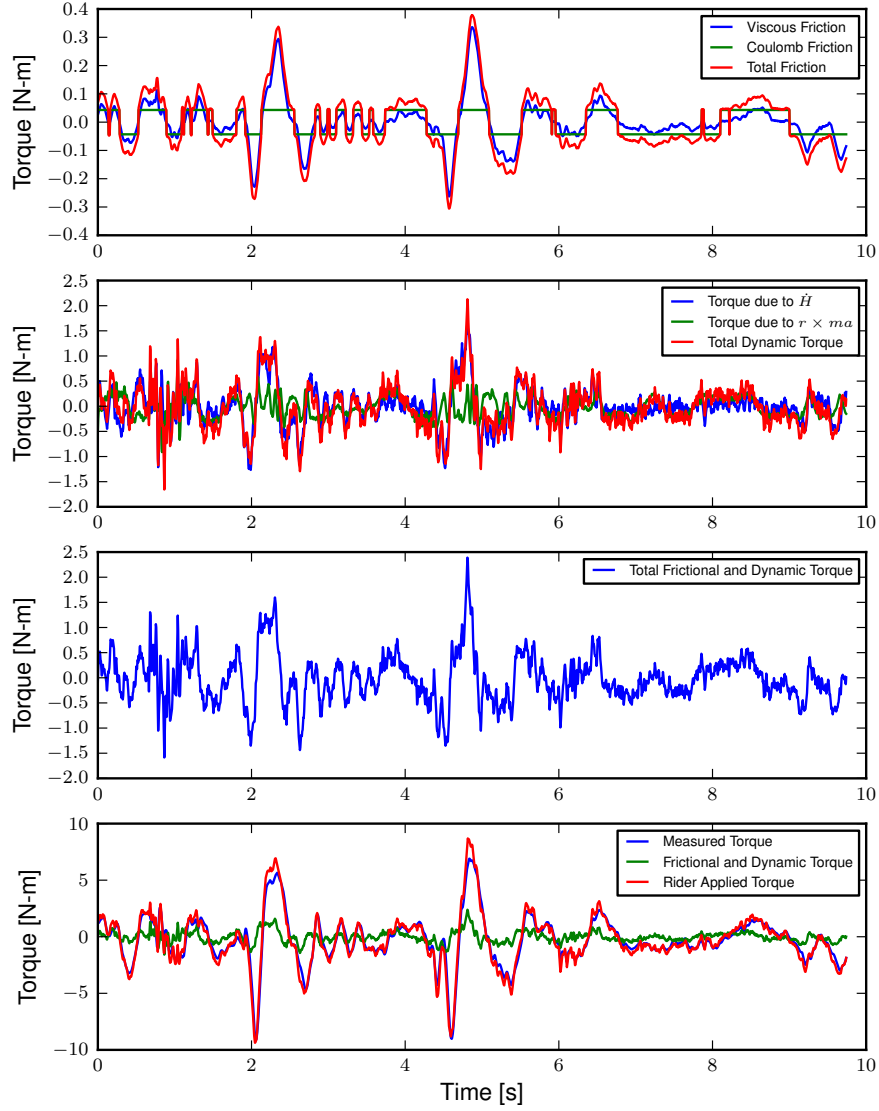 Torque [N-m]
0.4
0.3
0.2
0.1
0.0
−0.1
−0.2
−0.3
−0.4
Viscous Friction
Coulomb Friction
Total Friction
0 2 4 6 8 10
Torque [N-m]
2.5
2.0
1.5
1.0
0.5
0.0
−0.5
−1.0
−1.5
−2.0
Torque due to Ḣ
Torque due to r × ma
Total Dynamic Torque
0 2 4 6 8 10
Torque [N-m]
2.5
2.0
1.5
1.0
0.5
0.0
−0.5
−1.0
−1.5
−2.0
Total Frictional and Dynamic Torque
0 2 4 6 8 10
Torque [N-m]
10
5
0
−5
−10
Measured Torque
Frictional and Dynamic Torque
Rider Applied Torque
0 2 4 6 8 10
Time [s]